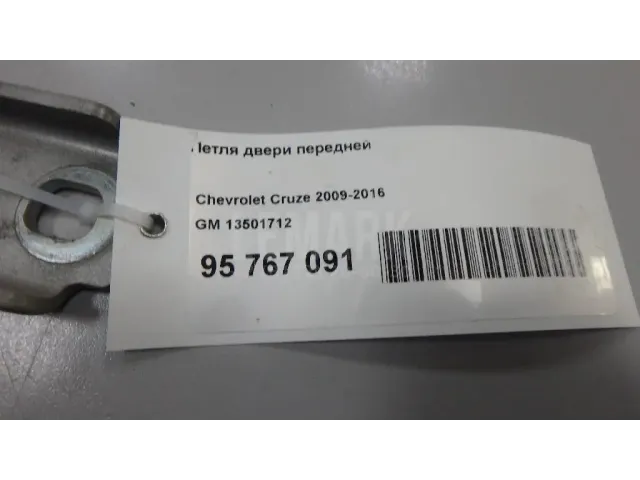 Петля двери передней
Chevrolet Cruze 2009-2016
GM 13501712
95 767 091